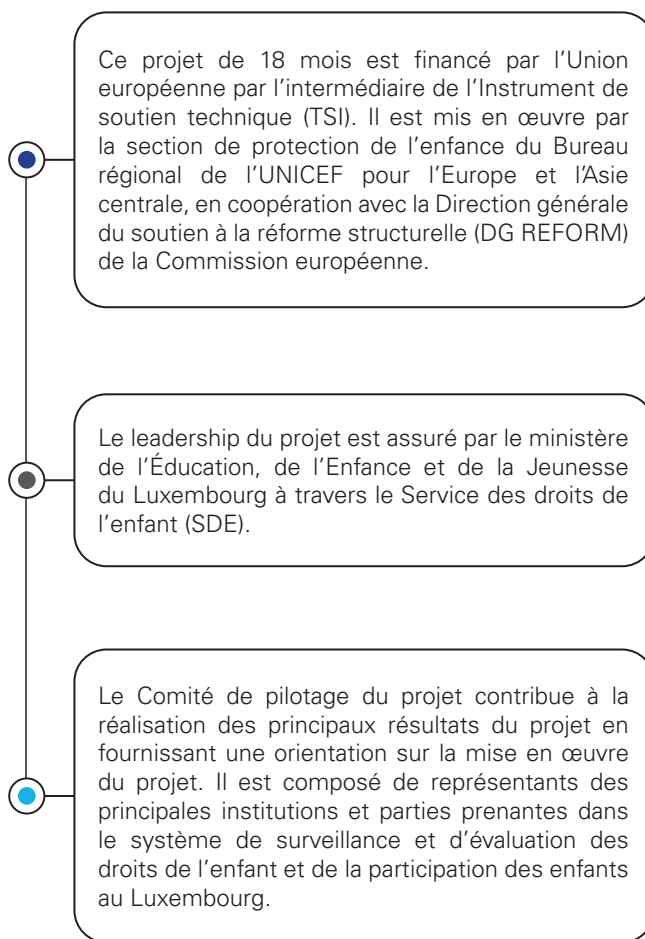 Ce projet de 18 mois est financé par l'Union
européenne par l'intermédiaire de l'Instrument de
soutien technique (TSI). Il est mis en œuvre par
la section de protection de l'enfance du Bureau
régional de l'UNICEF pour l'Europe et l'Asie
centrale, en coopération avec la Direction générale
du soutien à la réforme structurelle (DG REFORM)
de la Commission européenne.
Le leadership du projet est assuré par le ministère
de l'Éducation, de l'Enfance et de la Jeunesse
du Luxembourg à travers le Service des droits de
l'enfant (SDE).
Le Comité de pilotage du projet contribue à la
réalisation des principaux résultats du projet en
fournissant une orientation sur la mise en œuvre
du projet. Il est composé de représentants des
principales institutions et parties prenantes dans
le système de surveillance et d'évaluation des
droits de l'enfant et de la participation des enfants
au Luxembourg.